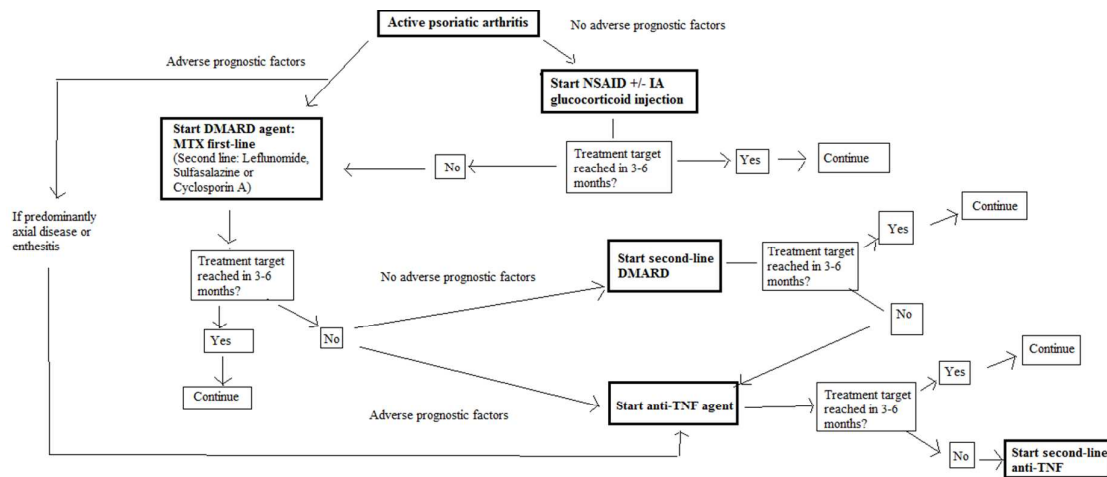 Active psoriatic arthritis
No adverse prognostic factors
Adverse prognostic factors
Start NSAID +/- IA
glucocorticoid injection
Start DMARD agent:
MTX first-line
(Second line: Leflunomide,
Sulfasalazine or
Cyclosporin A)
No
Treatment target
reached in 3-6
months?
Yes
Continue
If predominantly
axial disease or
enthesitis
Treatment target
reached in 3-6
months?
Yes
Continue
No
No adverse prognostic factors
Start second-line
DMARD
Treatment target
reached in 3-6
months?
Yes
Continue
No
Adverse prognostic factors
Start anti-TNF agent
Treatment target
reached in 3-6
months?
Yes
Continue
No
Start second-line
anti-TNF